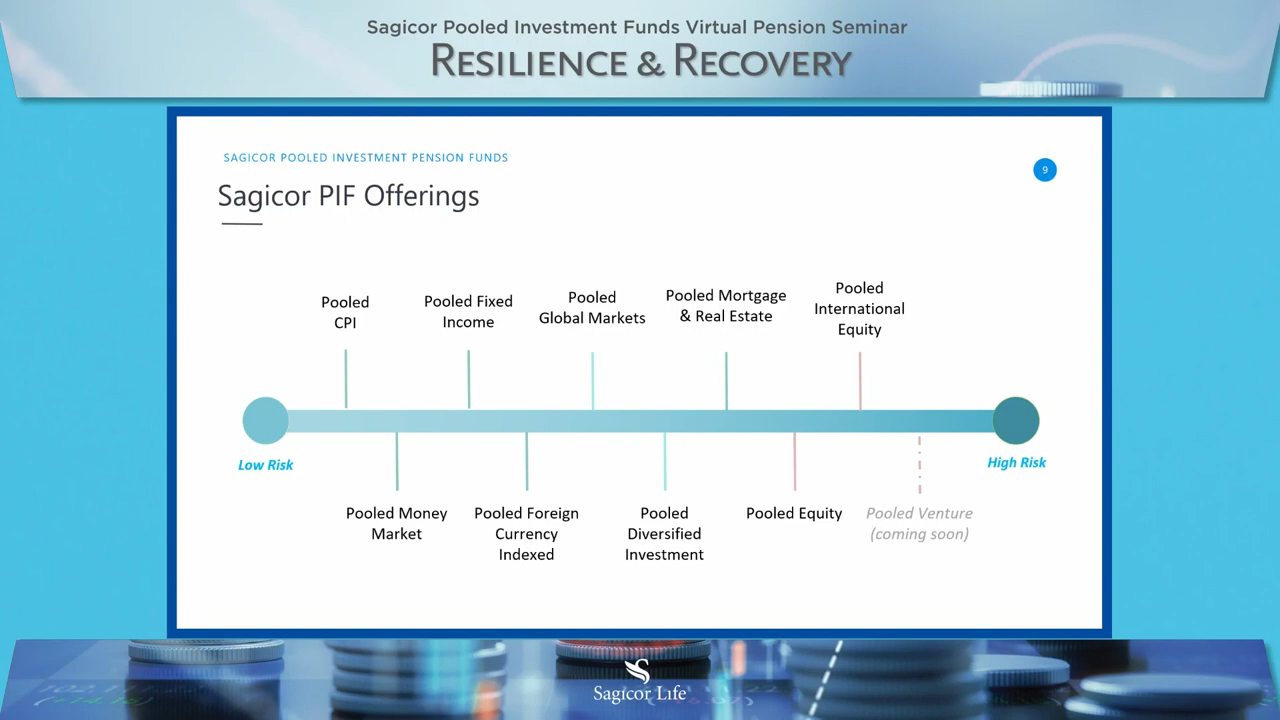 Sagicor Pooled Investment Funds Virtual Pension Seminar
RESILIENCE & RECOVERY
SAGICOR POOLED INVESTMENT PENSION FUNDS
9
Sagicor PIF Offerings
Pooled
CPI
Pooled Fixed
Income
Pooled
Global Markets
Pooled Mortgage
& Real Estate
Pooled
International
Equity
Low Risk
High Risk
Pooled Money
Market
Pooled Foreign
Currency
Indexed
Pooled
Diversified
Investment
Pooled Equity
Pooled Venture
(coming soon)
Sagicor Life